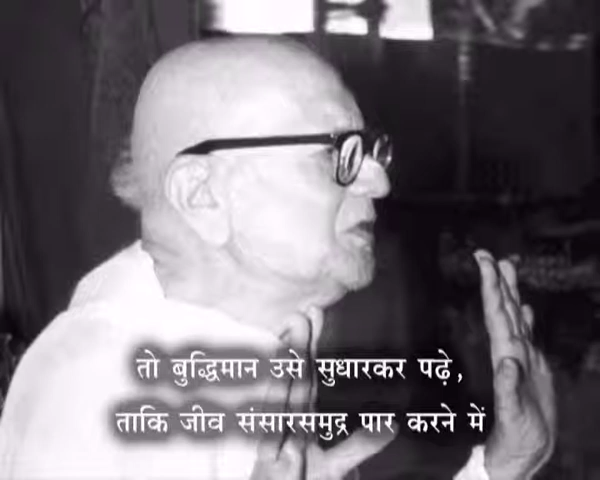 तो बुद्धिमान उसे सुधारकर पढ़े,
ताकि जीव संसारसमुद्र पार करने में